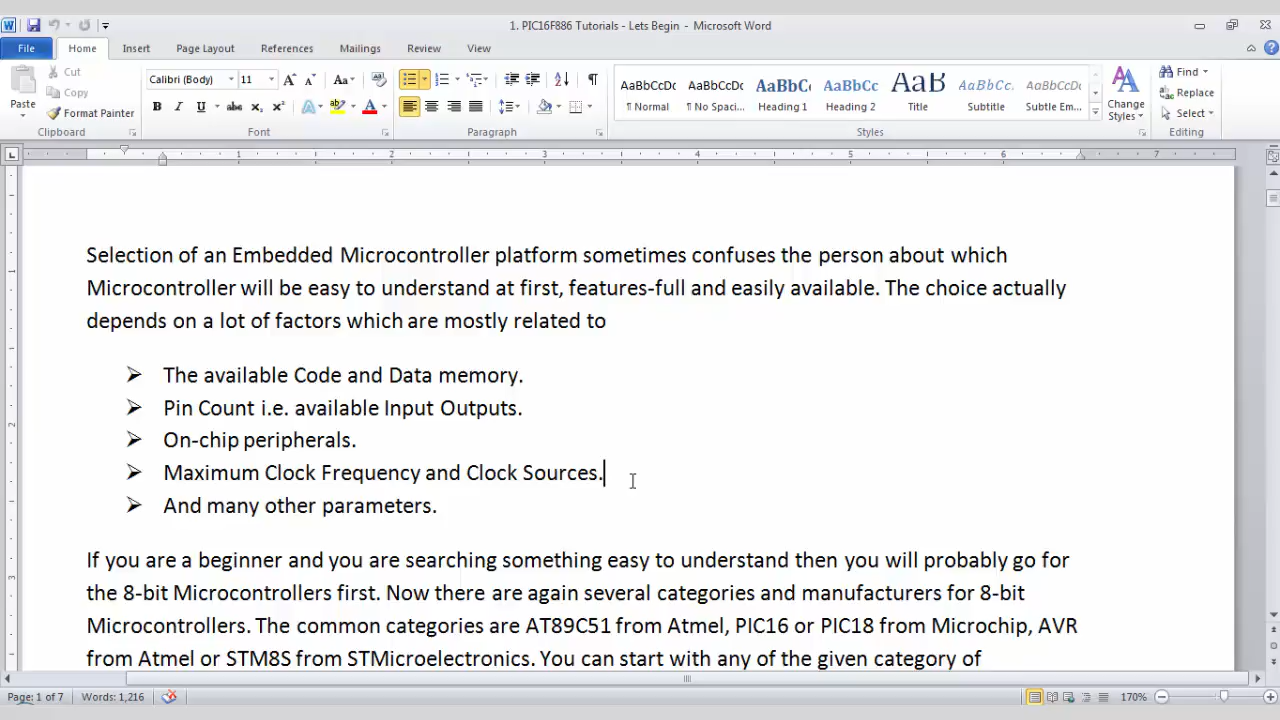 1. PIC16F886 Tutorials - Lets Begin - Microsoft Word
File Home Insert Page Layout References Mailings Review View
Paste
Cut
Copy
Format Painter
Clipboard
Calibri (Body) 11
Font
Paragraph
AaBbCcDc AaBbCcDc AaBbC AaBbCc AaB AaBbCc. AaBbCcDc
¶ Normal ¶ No Spaci... Heading 1 Heading 2 Title Subtitle Subtle Em...
Change
Styles
Styles
Find
Replace
Select
Editing
1 2 3 4 5 6 7
Selection of an Embedded Microcontroller platform sometimes confuses the person about which
Microcontroller will be easy to understand at first, features-full and easily available. The choice actually
depends on a lot of factors which are mostly related to
➢ The available Code and Data memory.
➢ Pin Count i.e. available Input Outputs.
➢ On-chip peripherals.
➢ Maximum Clock Frequency and Clock Sources.
➢ And many other parameters.
If you are a beginner and you are searching something easy to understand then you will probably go for
the 8-bit Microcontrollers first. Now there are again several categories and manufacturers for 8-bit
Microcontrollers. The common categories are AT89C51 from Atmel, PIC16 or PIC18 from Microchip, AVR
from Atmel or STM8S from STMicroelectronics. You can start with any of the given category of
Page: 1 of 7 Words: 1,216 170%